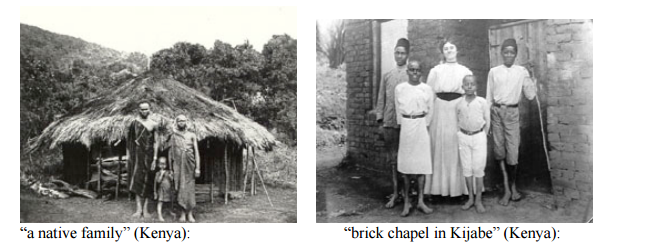 “a native family” (Kenya):
“brick chapel in Kijabe” (Kenya):